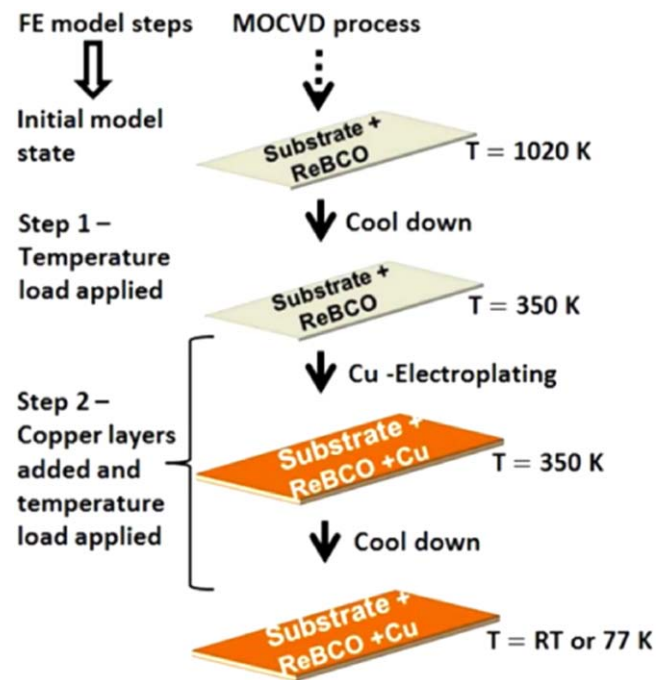 FE model steps
MOCVD process
Initial model
state
Substrate +
ReBCO
T = 1020 K
Cool down
Step 1 –
Temperature
load applied
Substrate +
ReBCO
T = 350 K
Cu -Electroplating
Step 2 –
Copper layers
added and
temperature
load applied
Substrate +
ReBCO +Cu
T = 350 K
Cool down
Substrate +
ReBCO +Cu
T = RT or 77 K